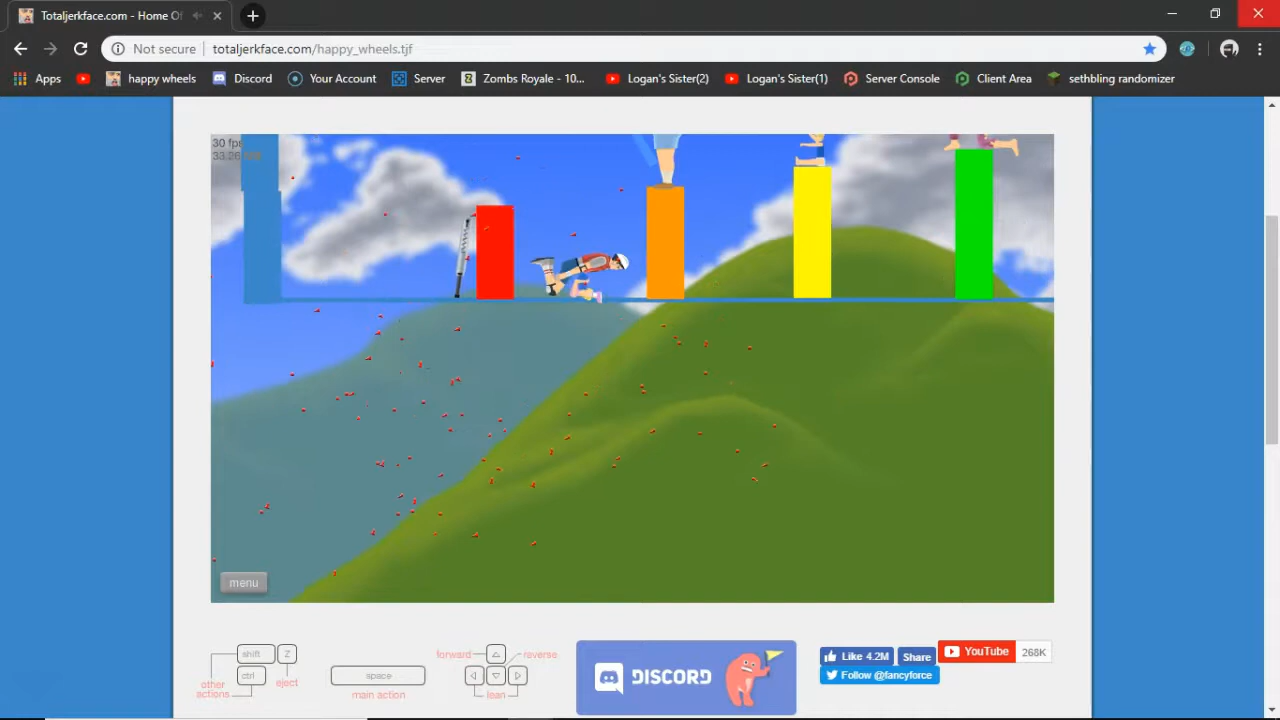 Totaljerkface.com - Home Of
Not secure totaljerkface.com/happy_wheels.tjf
Apps happy wheels Discord Your Account Server Zombs Royale - 10... Logan's Sister(2) Logan's Sister(1) Server Console Client Area sethbling randomizer
30 fps
menu
shift Z
ctrl
other actions
eject
space
main action
forward reverse
lean
DISCORD
Like 4.2M Share YouTube 268K
Follow @fancyforce